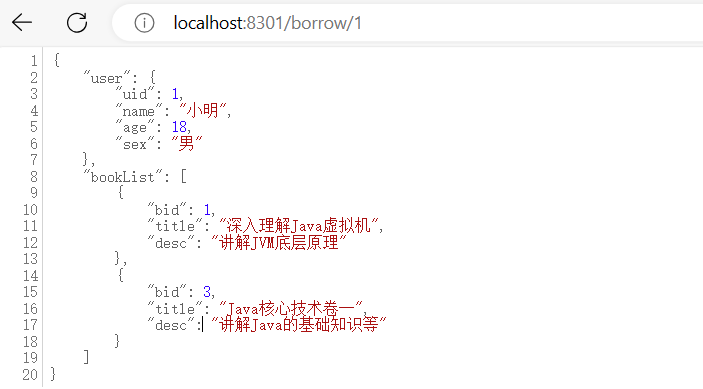 localhost:8301/borrow/1
1 {
2 "user": {
3 "uid": 1,
4 "name": "小明",
5 "age": 18,
6 "sex": "男"
7 },
8 "bookList": [
9 {
10 "bid": 1,
11 "title": "深入理解Java虚拟机",
12 "desc": "讲解JVM底层原理"
13 },
14 {
15 "bid": 3,
16 "title": "Java核心技术卷一",
17 "desc": "讲解Java的基础知识等"
18 }
19 ]
20 }